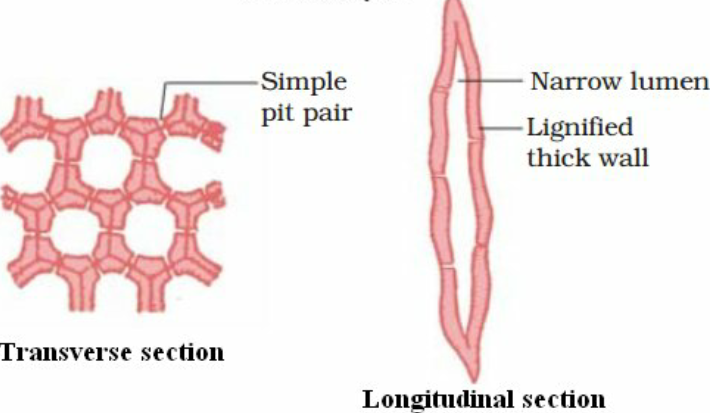 Simple
pit pair
Narrow lumen
Lignified
thick wall
Transverse section
Longitudinal section